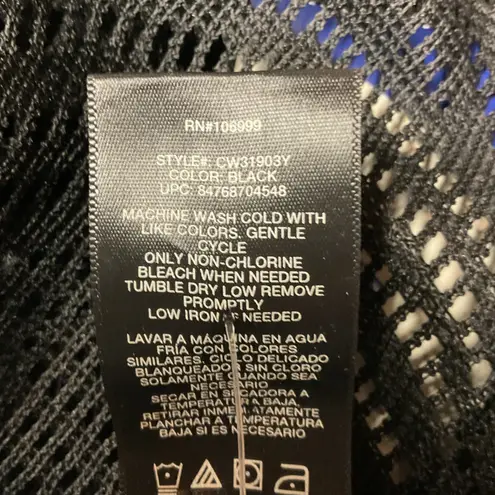 RN#106999
STYLE#: CW31903Y
COLOR: BLACK
UPC: 84768704548
MACHINE WASH COLD WITH
LIKE COLORS. GENTLE
CYCLE
ONLY NON-CHLORINE
BLEACH WHEN NEEDED
TUMBLE DRY LOW REMOVE
PROMPTLY
LOW IRON AS NEEDED
LAVAR A MÁQUINA EN AGUA
FRÍA CON COLORES
SIMILARES. CICLO DELICADO
BLANQUEADOR SIN CLORO
SOLAMENTE CUANDO SEA
NECESARIO
SECAR EN SECADORA A
TEMPERATURA BAJA.
RETIRAR INMEDIATAMENTE
PLANCHAR A TEMPERATURA
BAJA SI ES NECESARIO